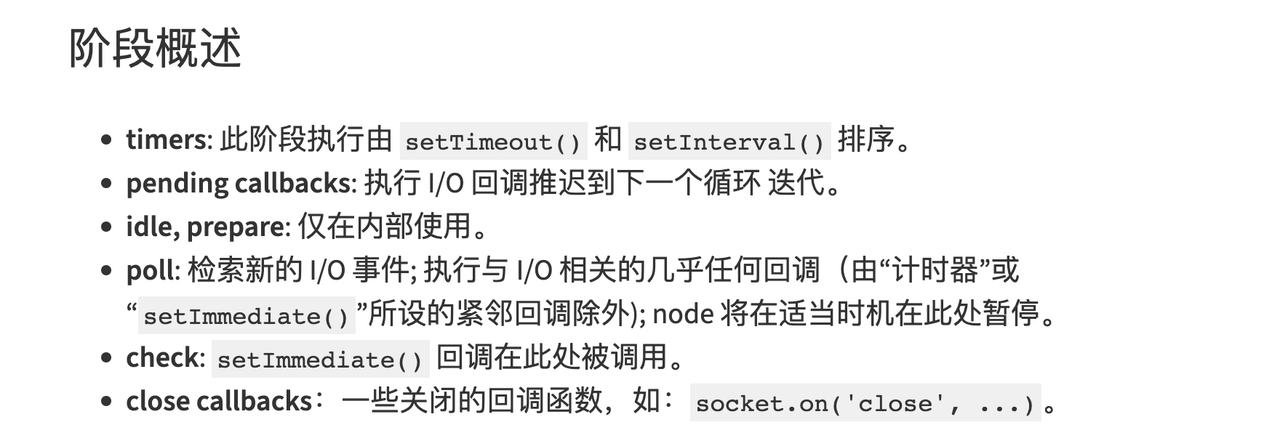 阶段概述
timers: 此阶段执行由 setTimeout() 和 setInterval() 排序。
pending callbacks: 执行 I/O 回调推迟到下一个循环 迭代。
idle, prepare: 仅在内部使用。
poll: 检索新的 I/O 事件; 执行与 I/O 相关的几乎任何回调（由“计时器”或
“setImmediate()”所设的紧邻回调除外); node 将在适当时机在此处暂停。
check: setImmediate() 回调在此处被调用。
close callbacks： 一些关闭的回调函数，如： socket.on('close', ...)。